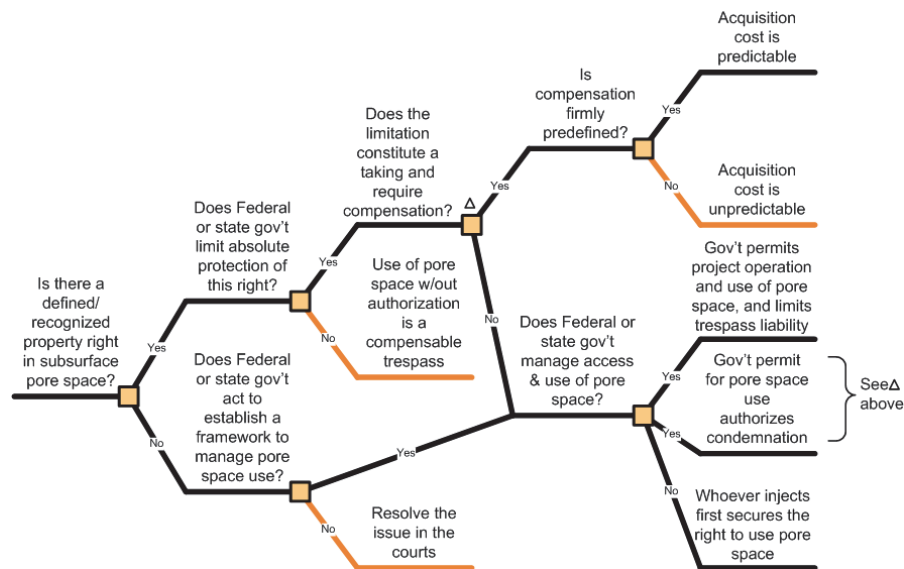 Is there a
defined/
recognized
property right
in subsurface
pore space?
Yes
No
Does Federal
or state gov't
limit absolute
protection of
this right?
Yes
No
Does Federal
or state gov't
act to
establish a
framework to
manage pore
space use?
Yes
No
Does the
limitation
constitute a
taking and
require
compensation?
Δ
Yes
No
Use of pore
space w/out
authorization
is a
compensable
trespass
Resolve the
issue in the
courts
Is
compensation
firmly
predefined?
Yes
No
Acquisition
cost is
predictable
Acquisition
cost is
unpredictable
Does Federal or
state gov't
manage access
& use of pore
space?
Yes
Yes
No
Gov't permits
project operation
and use of pore
space, and limits
trespass liability
Gov't permit
for pore space
use
authorizes
condemnation
See Δ
above
Whoever injects
first secures the
right to use pore
space